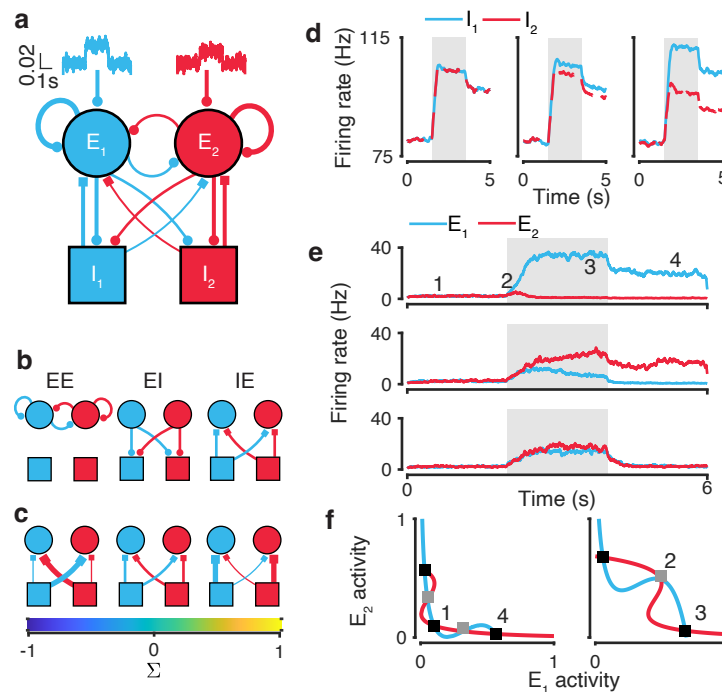 a
0.02
1s
E1
E2
I1
I2
b
EE EI IE
c
-1 0 1
Σ
d
I1 I2
Firing rate (Hz)
115
75
0 5 0 5 0 5
Time (s)
e
E1 E2
Firing rate (Hz)
40
0
1 2 3 4
40
0
40
0
0 6
Time (s)
f
E2 activity
1
0
1 4
0 1
2
3
0
E1 activity